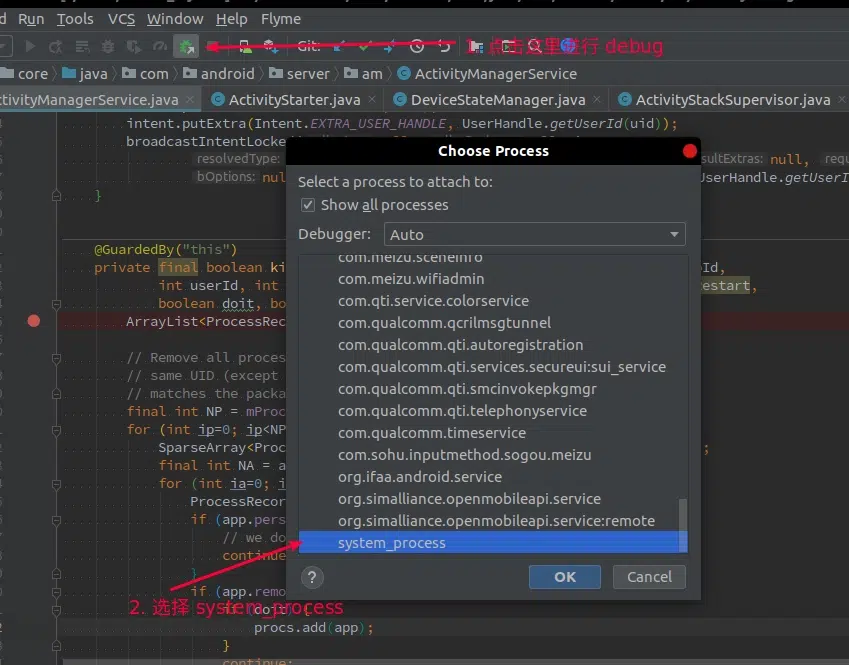 Run Tools VCS Window Help Flyme
Git:
1. 点击这里进行 debug
core java com android server am ActivityManagerService
ctivityManagerService.java ActivityStarter.java DeviceStateManager.java ActivityStackSupervisor.java
intent.putExtra(Intent.EXTRA_USER_HANDLE, UserHandle.getUserId(uid));
broadcastIntentLocke
resolvedType:
sultExtras: null, requ
bOptions: nul
UserHandle.getUserI
}
Choose Process
Select a process to attach to:
Show all processes
Debugger: Auto
com.meizu.sceneinfo
com.meizu.wifiadmin
com.qti.service.colorservice
com.qualcomm.qcrilmsgtunnel
com.qualcomm.qti.autoregistration
com.qualcomm.qti.services.secureui:sui_service
com.qualcomm.qti.smcinvokepkgmgr
com.qualcomm.qti.telephonyservice
com.qualcomm.timeservice
com.sohu.inputmethod.sogou.meizu
org.ifaa.android.service
org.simalliance.openmobileapi.service
org.simalliance.openmobileapi.service:remote
system_process
? OK Cancel
@GuardedBy("this")
private final boolean ki
Id,
int userId, int
estart,
boolean doit, bo
ArrayList<ProcessRec
// Remove all proces
// same UID (except
// matches the packa
final int NP = mProc
for (int ip=0; ip<NP
SparseArray<Proc
;
final int NA = a
for (int ia=0; i
ProcessRecor
if (app.pers
// we do
continue
}
if (app.remo
2. 选择 system_process
procs.add(app);
}
continue;